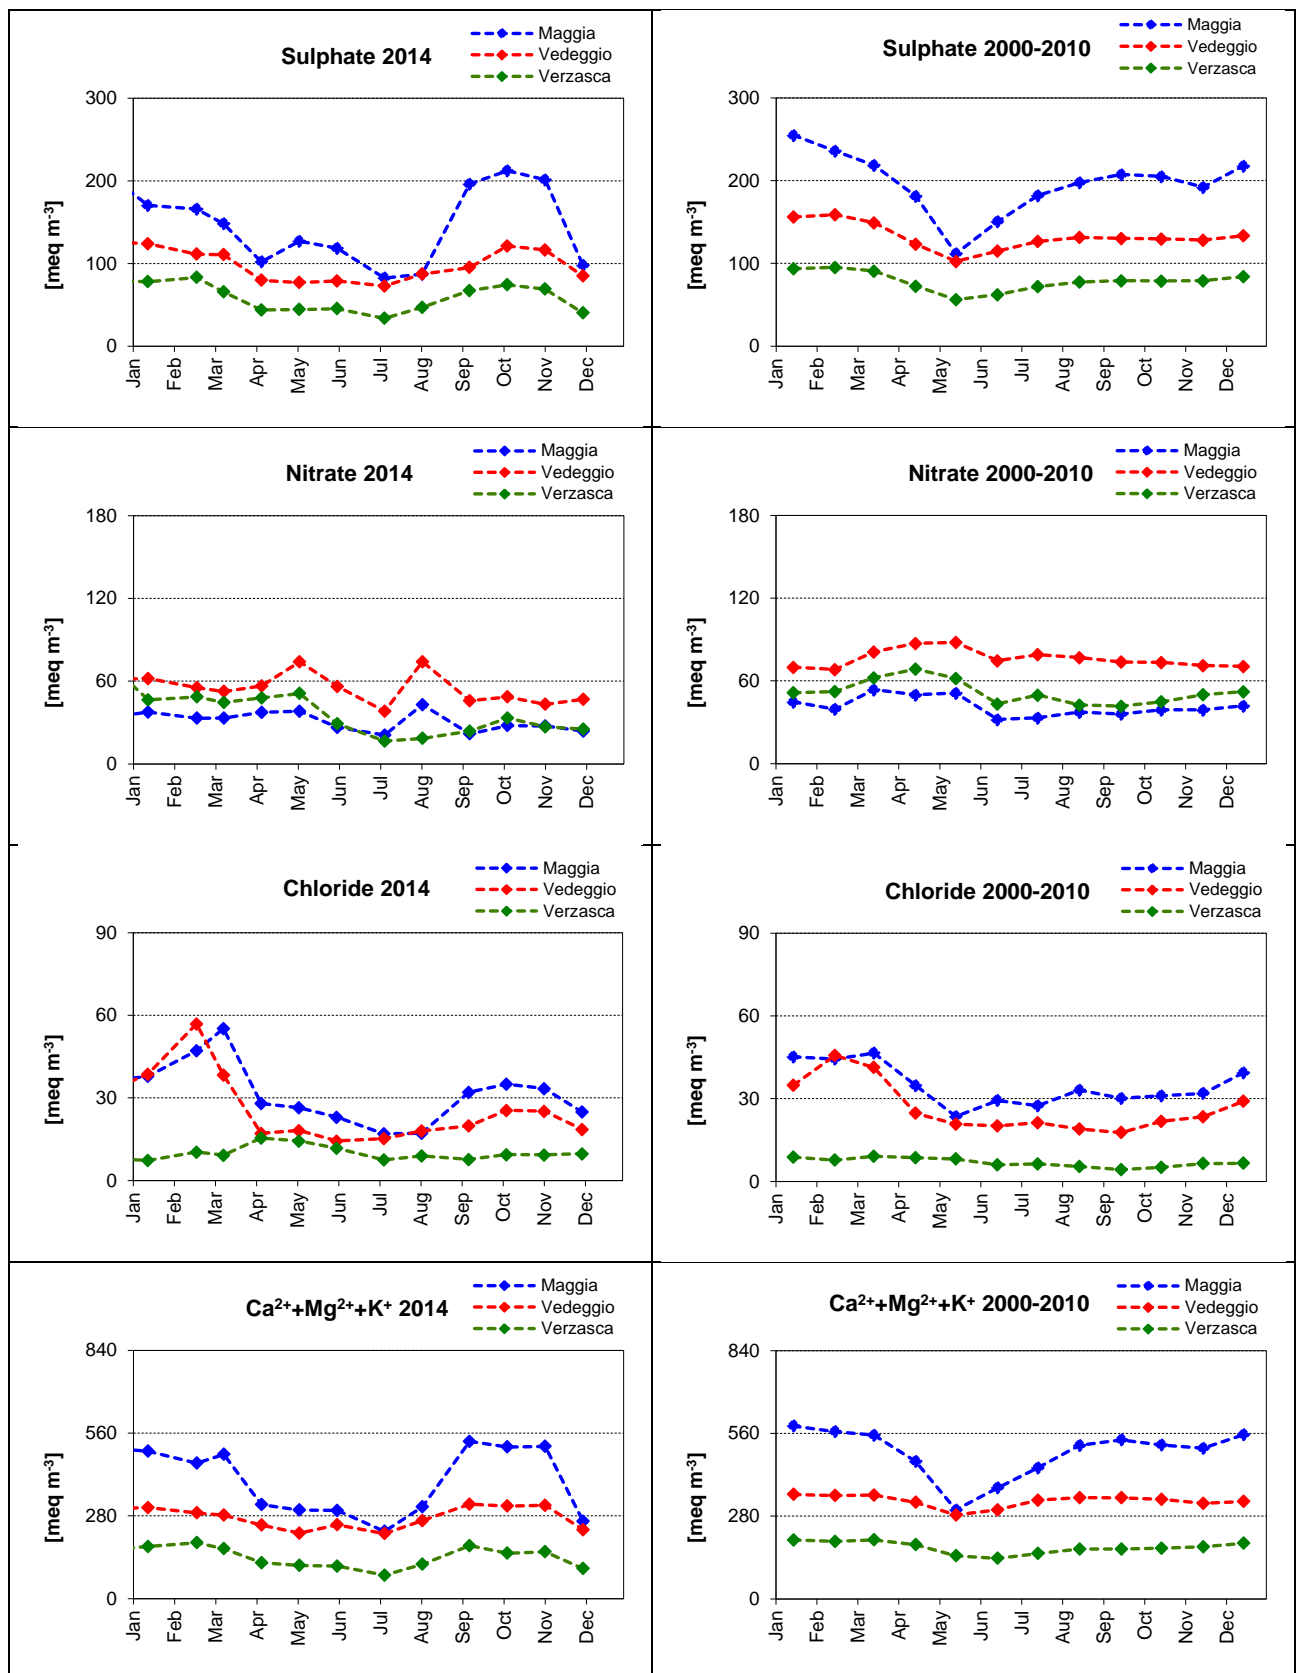 Sulphate 2014
Maggia
Vedeggio
Verzasca
[meq m-3]
300
200
100
0
Jan Feb Mar Apr May Jun Jul Aug Sep Oct Nov Dec
Sulphate 2000-2010
Maggia
Vedeggio
Verzasca
[meq m-3]
300
200
100
0
Jan Feb Mar Apr May Jun Jul Aug Sep Oct Nov Dec
Nitrate 2014
Maggia
Vedeggio
Verzasca
[meq m-3]
180
120
60
0
Jan Feb Mar Apr May Jun Jul Aug Sep Oct Nov Dec
Nitrate 2000-2010
Maggia
Vedeggio
Verzasca
[meq m-3]
180
120
60
0
Jan Feb Mar Apr May Jun Jul Aug Sep Oct Nov Dec
Chloride 2014
Maggia
Vedeggio
Verzasca
[meq m-3]
90
60
30
0
Jan Feb Mar Apr May Jun Jul Aug Sep Oct Nov Dec
Chloride 2000-2010
Maggia
Vedeggio
Verzasca
[meq m-3]
90
60
30
0
Jan Feb Mar Apr May Jun Jul Aug Sep Oct Nov Dec
Ca2++Mg2++K+ 2014
Maggia
Vedeggio
Verzasca
[meq m-3]
840
560
280
0
Jan Feb Mar Apr May Jun Jul Aug Sep Oct Nov Dec
Ca2++Mg2++K+ 2000-2010
Maggia
Vedeggio
Verzasca
[meq m-3]
840
560
280
0
Jan Feb Mar Apr May Jun Jul Aug Sep Oct Nov Dec